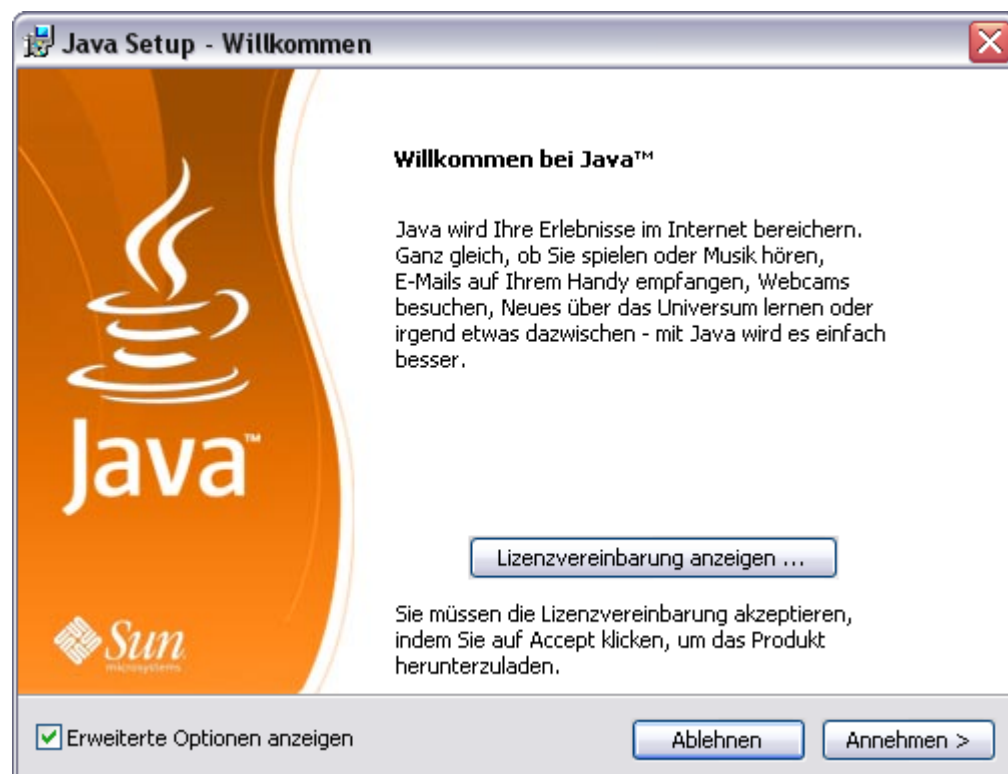 Java Setup - Willkommen
Willkommen bei Java™
Java wird Ihre Erlebnisse im Internet bereichern.
Ganz gleich, ob Sie spielen oder Musik hören,
E-Mails auf Ihrem Handy empfangen, Webcams
besuchen, Neues über das Universum lernen oder
irgend etwas dazwischen - mit Java wird es einfach
besser.
Java™
Lizenzvereinbarung anzeigen ...
Sie müssen die Lizenzvereinbarung akzeptieren,
indem Sie auf Accept klicken, um das Produkt
herunterzuladen.
Sun
microsystems
Erweiterte Optionen anzeigen
Ablehnen
Annehmen >